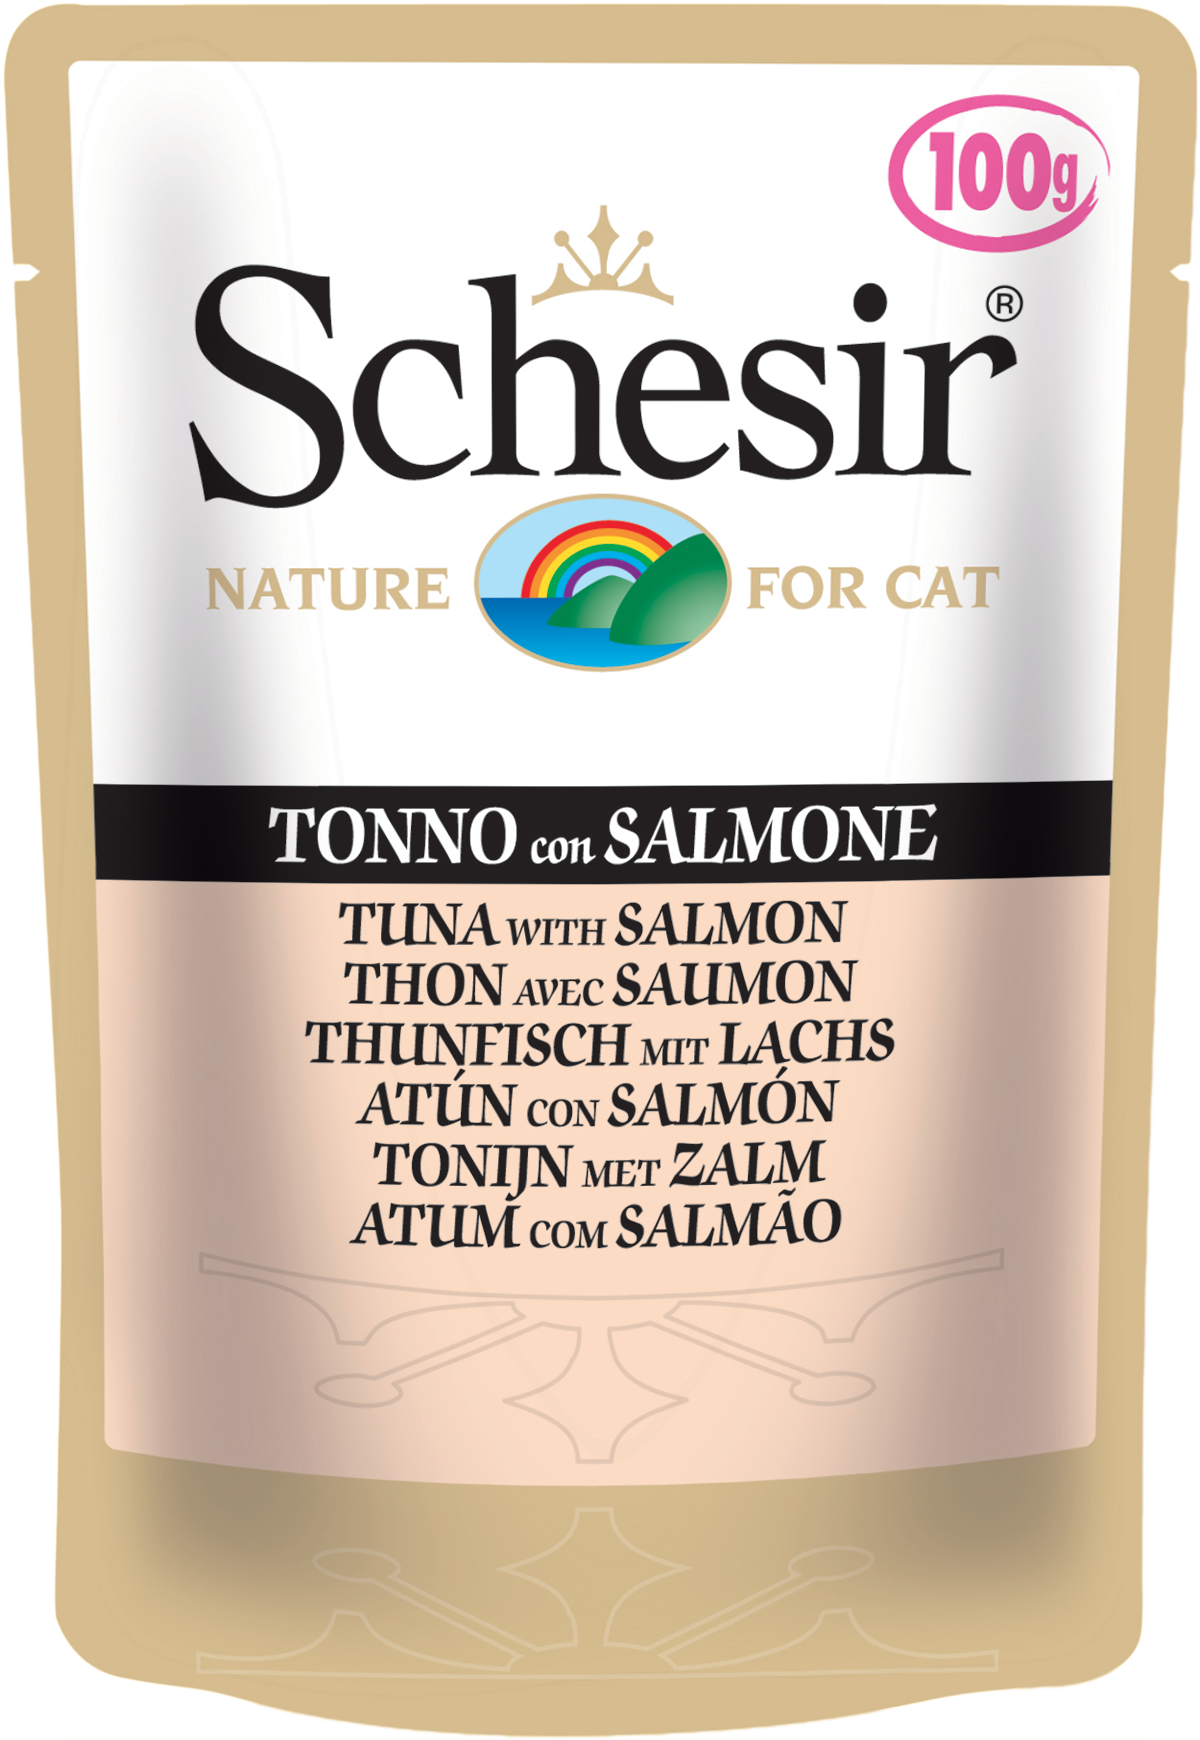 100g
Schesir®
NATURE FOR CAT
TONNO con SALMONE
TUNA WITH SALMON
THON AVEC SAUMON
THUNFISCH MIT LACHS
ATÚN CON SALMÓN
TONIJN MET ZALM
ATUM COM SALMÃO